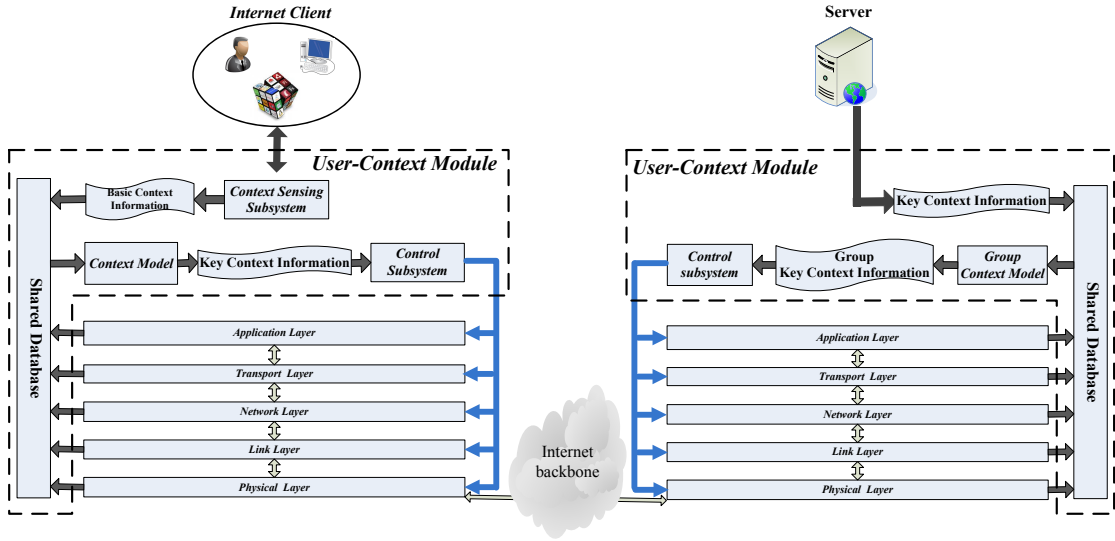 Internet Client
User-Context Module
Basic Context
Information
Context Sensing
Subsystem
Context Model
Key Context Information
Control
Subsystem
Shared Database
Application Layer
Transport Layer
Network Layer
Link Layer
Physical Layer
Internet
backbone
Server
User-Context Module
Key Context Information
Control
subsystem
Group
Key Context Information
Group
Context Model
Shared Database
Application Layer
Transport Layer
Network Layer
Link Layer
Physical Layer